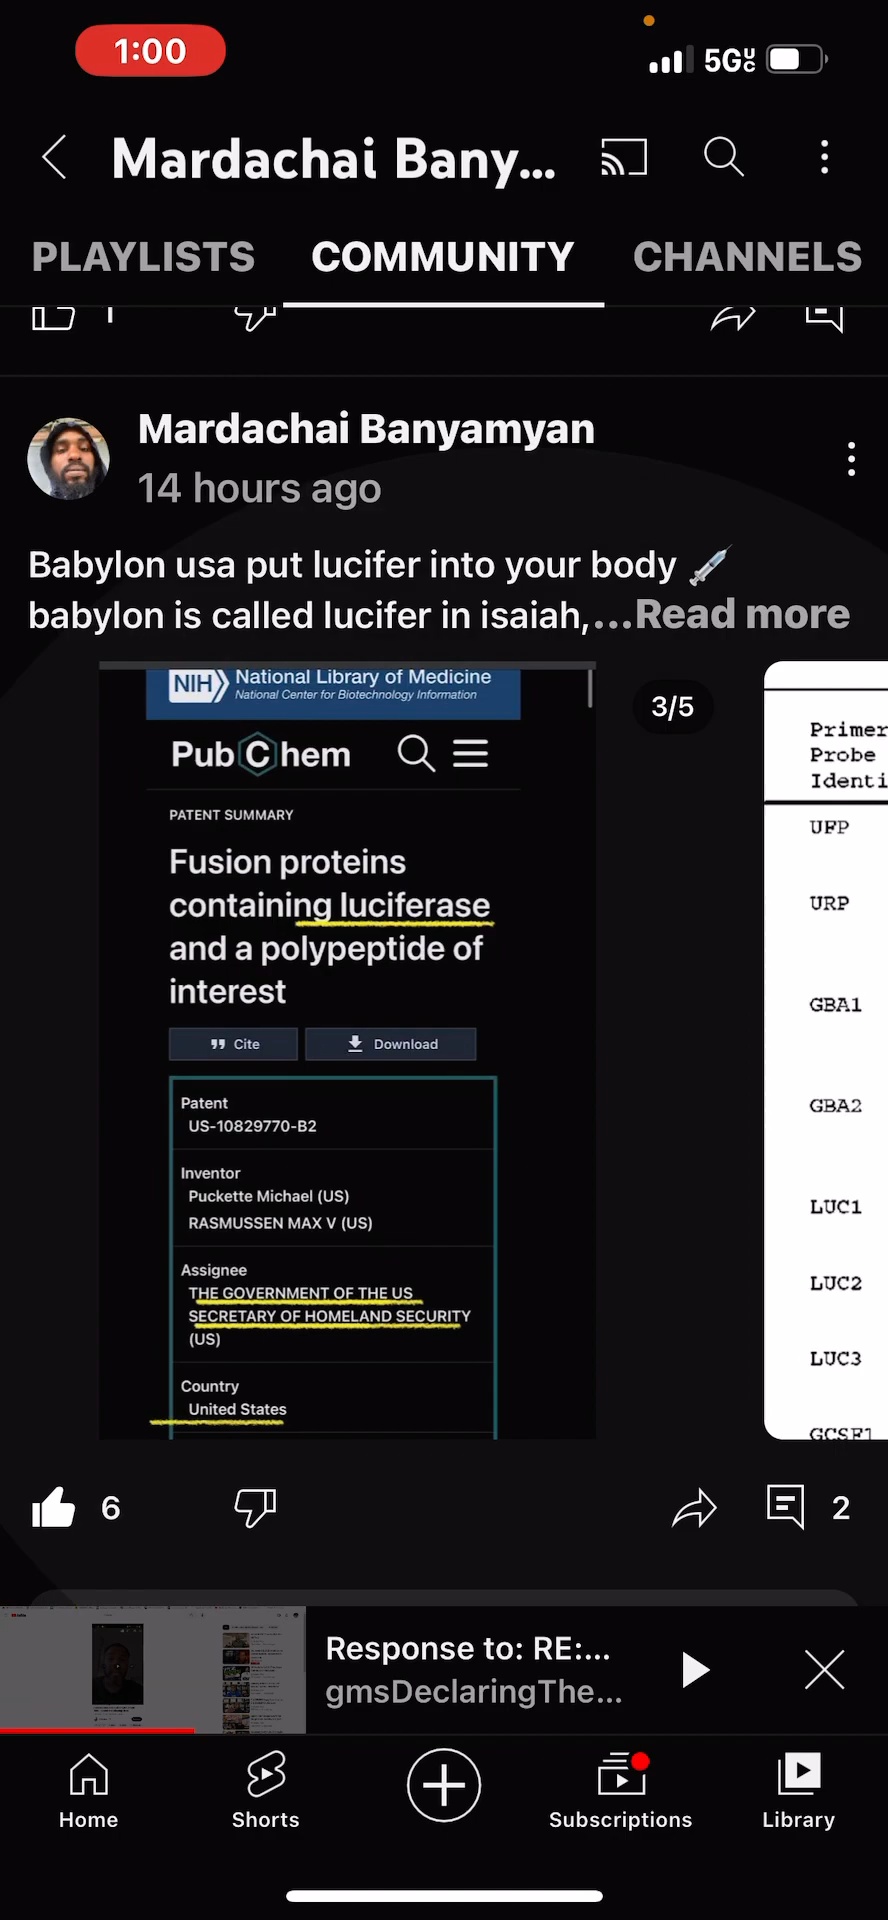 1:00
5GUC
Mardachai Bany...
PLAYLISTS COMMUNITY CHANNELS
1
Mardachai Banyamyan
14 hours ago
Babylon usa put lucifer into your body
babylon is called lucifer in isaiah,...Read more
NIH National Library of Medicine
National Center for Biotechnology Information
3/5
PubChem
PATENT SUMMARY
Fusion proteins
containing luciferase
and a polypeptide of
interest
Cite
Download
Patent
US-10829770-B2
Inventor
Puckette Michael (US)
RASMUSSEN MAX V (US)
Assignee
THE GOVERNMENT OF THE US
SECRETARY OF HOMELAND SECURITY
(US)
Country
United States
Primer
Probe
Identi
UFP
URP
GBA1
GBA2
LUC1
LUC2
LUC3
GCSF1
6
2
Response to: RE:...
gmsDeclaringThe...
Home
Shorts
Subscriptions
Library